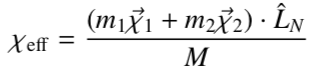 χ_eff = (m₁χ⃗₁ + m₂χ⃗₂) · L̂_N / M